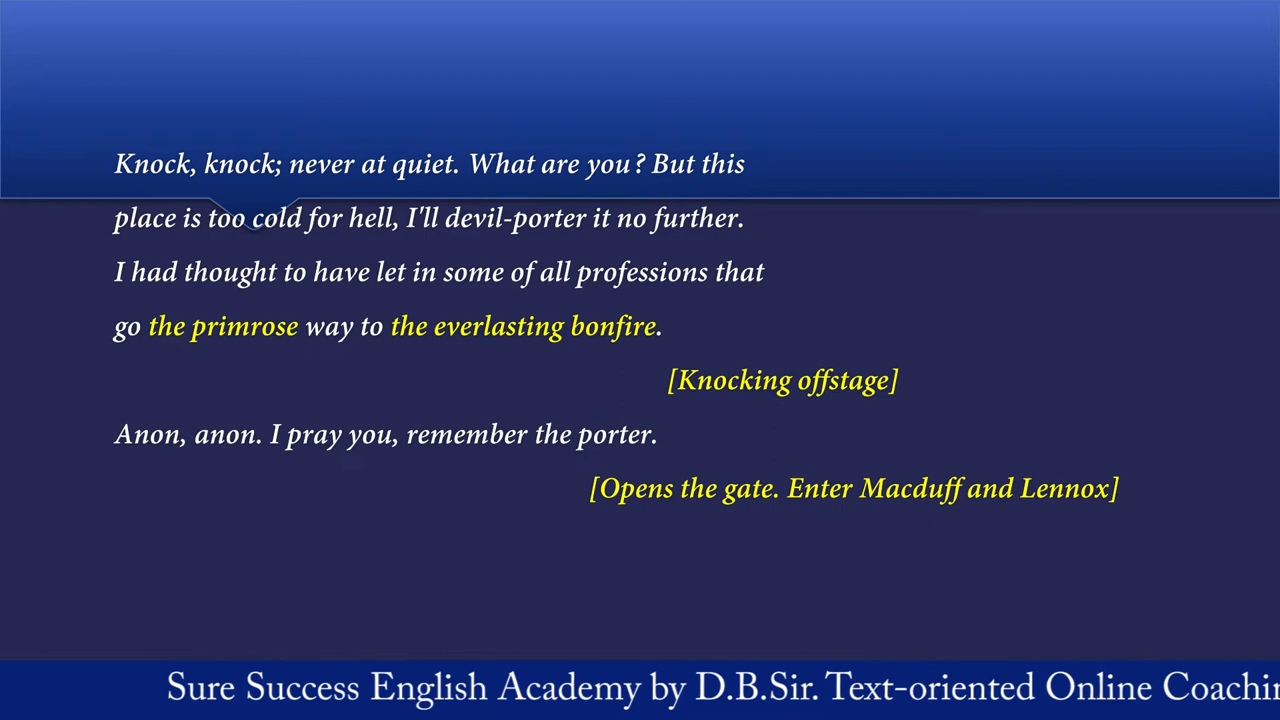 Knock, knock; never at quiet. What are you? But this
place is too cold for hell, I'll devil-porter it no further.
I had thought to have let in some of all professions that
go the primrose way to the everlasting bonfire.
[Knocking offstage]
Anon, anon. I pray you, remember the porter.
[Opens the gate. Enter Macduff and Lennox]
Sure Success English Academy by D.B.Sir. Text-oriented Online